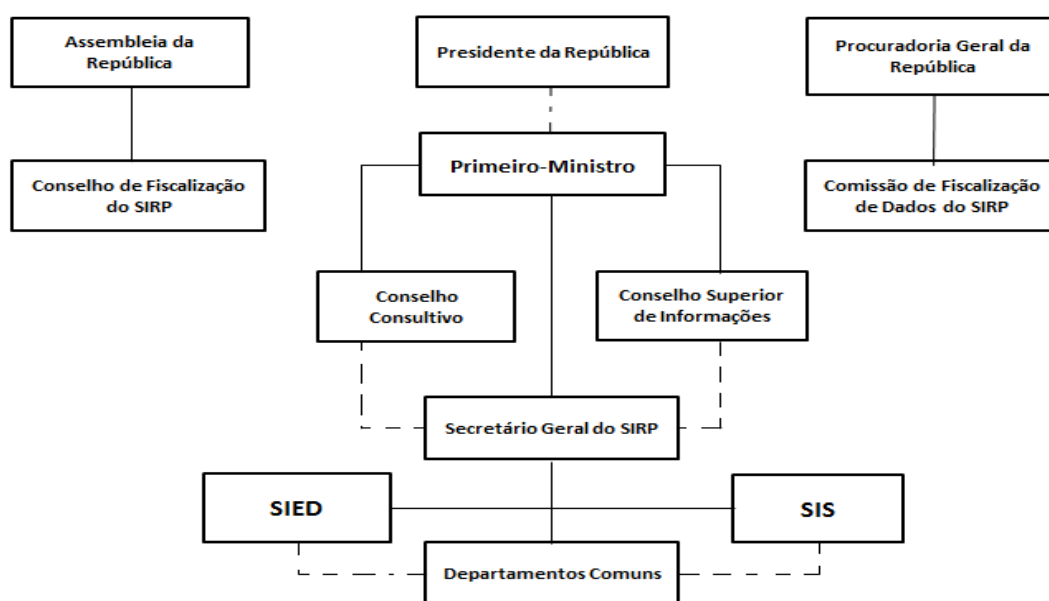 Assembleia da
República
Presidente da República
Procuradoria Geral da
República
Primeiro-Ministro
Conselho de Fiscalização
do SIRP
Comissão de Fiscalização
de Dados do SIRP
Conselho
Consultivo
Conselho Superior
de Informações
Secretário Geral do SIRP
SIED
SIS
Departamentos Comuns